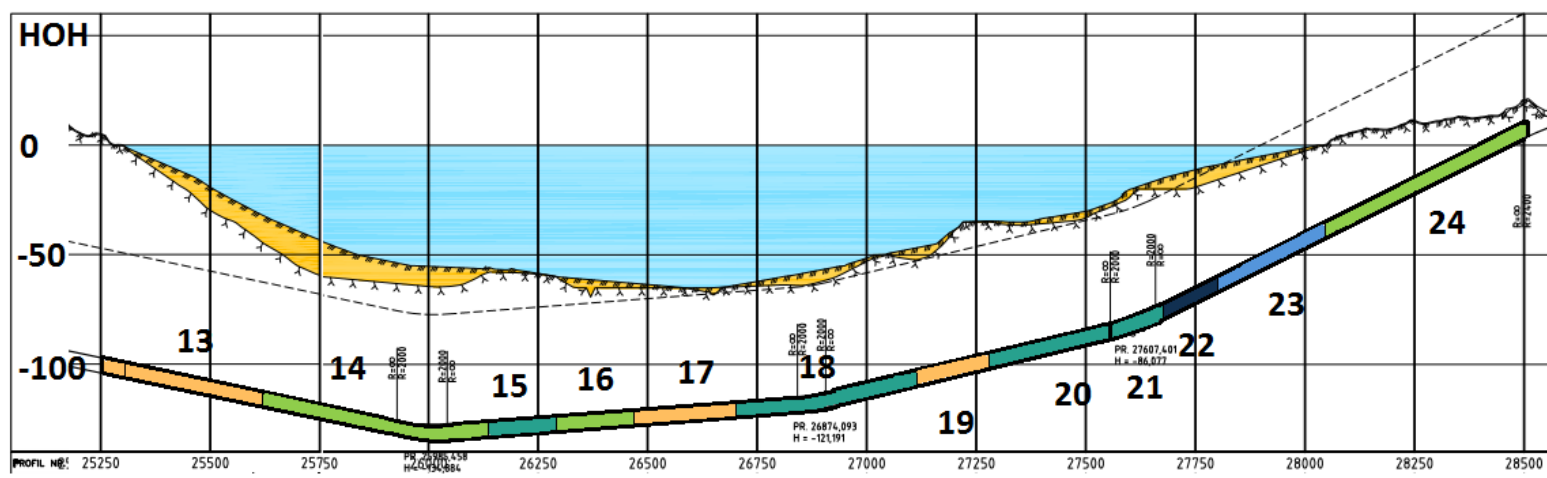 HOH
0
-50
-100
13
14
15
16
17
18
19
20
21
22
23
24
R=∞
R=2000
R=2000
R=∞
R=∞
R=2000
R=2000
R=∞
R=∞
R=2000
R=2000
R=∞
R=∞
R=2400
PR. 26874,093
H = -121,191
PR. 27607,401
H = -86,077
PROFIL NR.
25250
25500
25750
26000
26250
26500
26750
27000
27250
27500
27750
28000
28250
28500